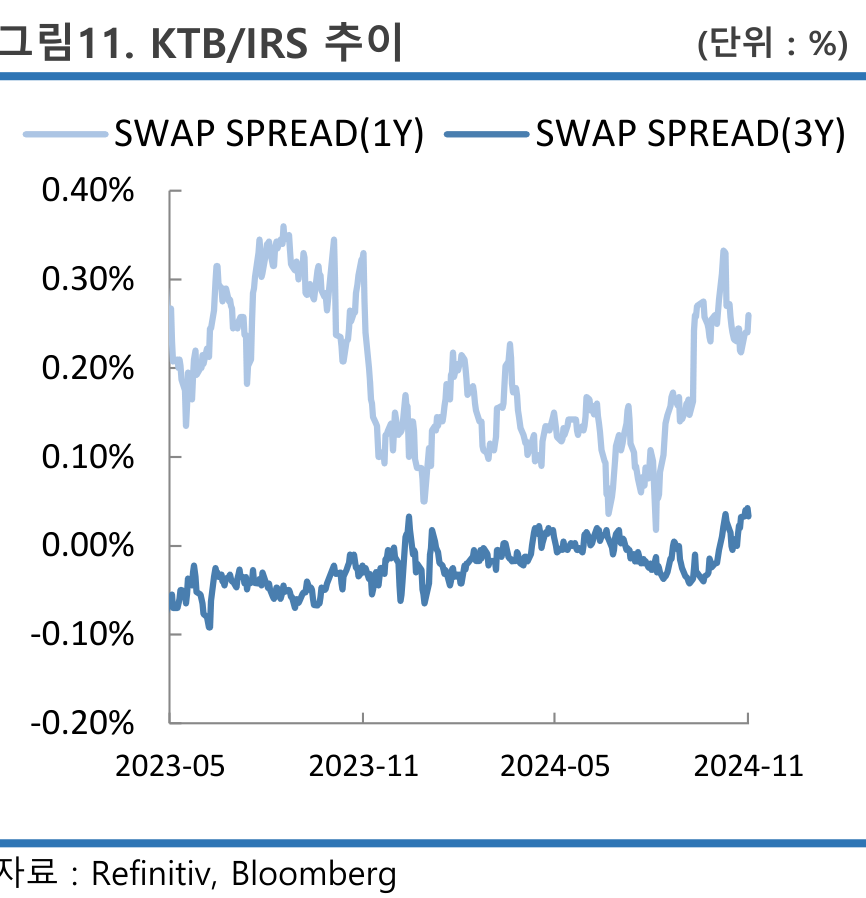 그림11. KTB/IRS 추이 (단위 : %)
SWAP SPREAD(1Y) SWAP SPREAD(3Y)
0.40%
0.30%
0.20%
0.10%
0.00%
-0.10%
-0.20%
2023-05 2023-11 2024-05 2024-11
자료 : Refinitiv, Bloomberg